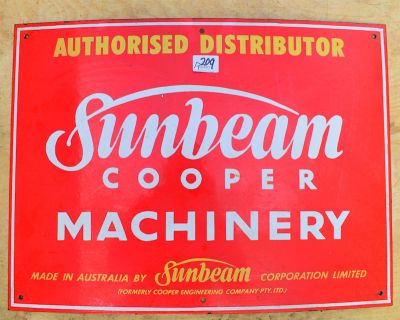 AUTHORISED DISTRIBUTOR
209
Sunbeam
COOPER
MACHINERY
MADE IN AUSTRALIA BY Sunbeam CORPORATION LIMITED
(FORMERLY COOPER ENGINEERING COMPANY PTY. LTD.)